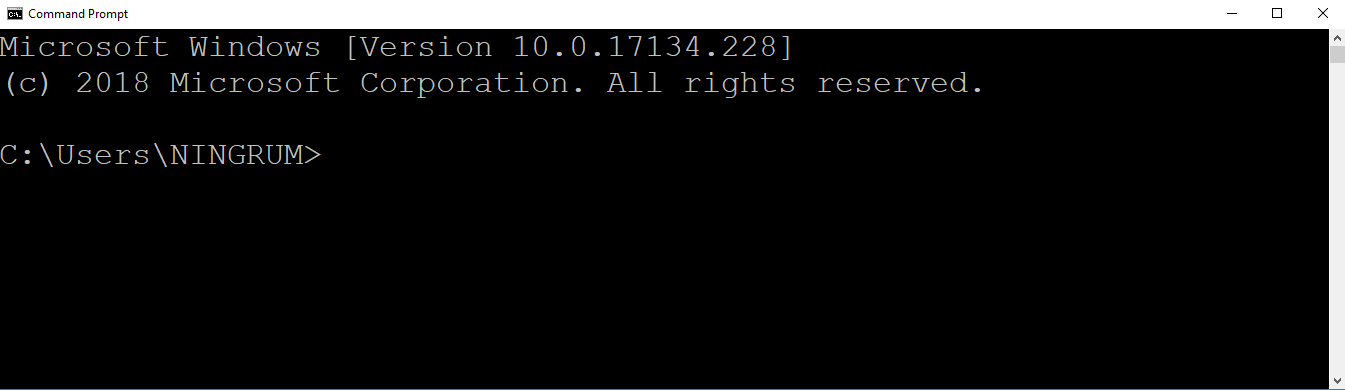 Command Prompt
Microsoft Windows [Version 10.0.17134.228]
(c) 2018 Microsoft Corporation. All rights reserved.
C:\Users\NINGRUM>